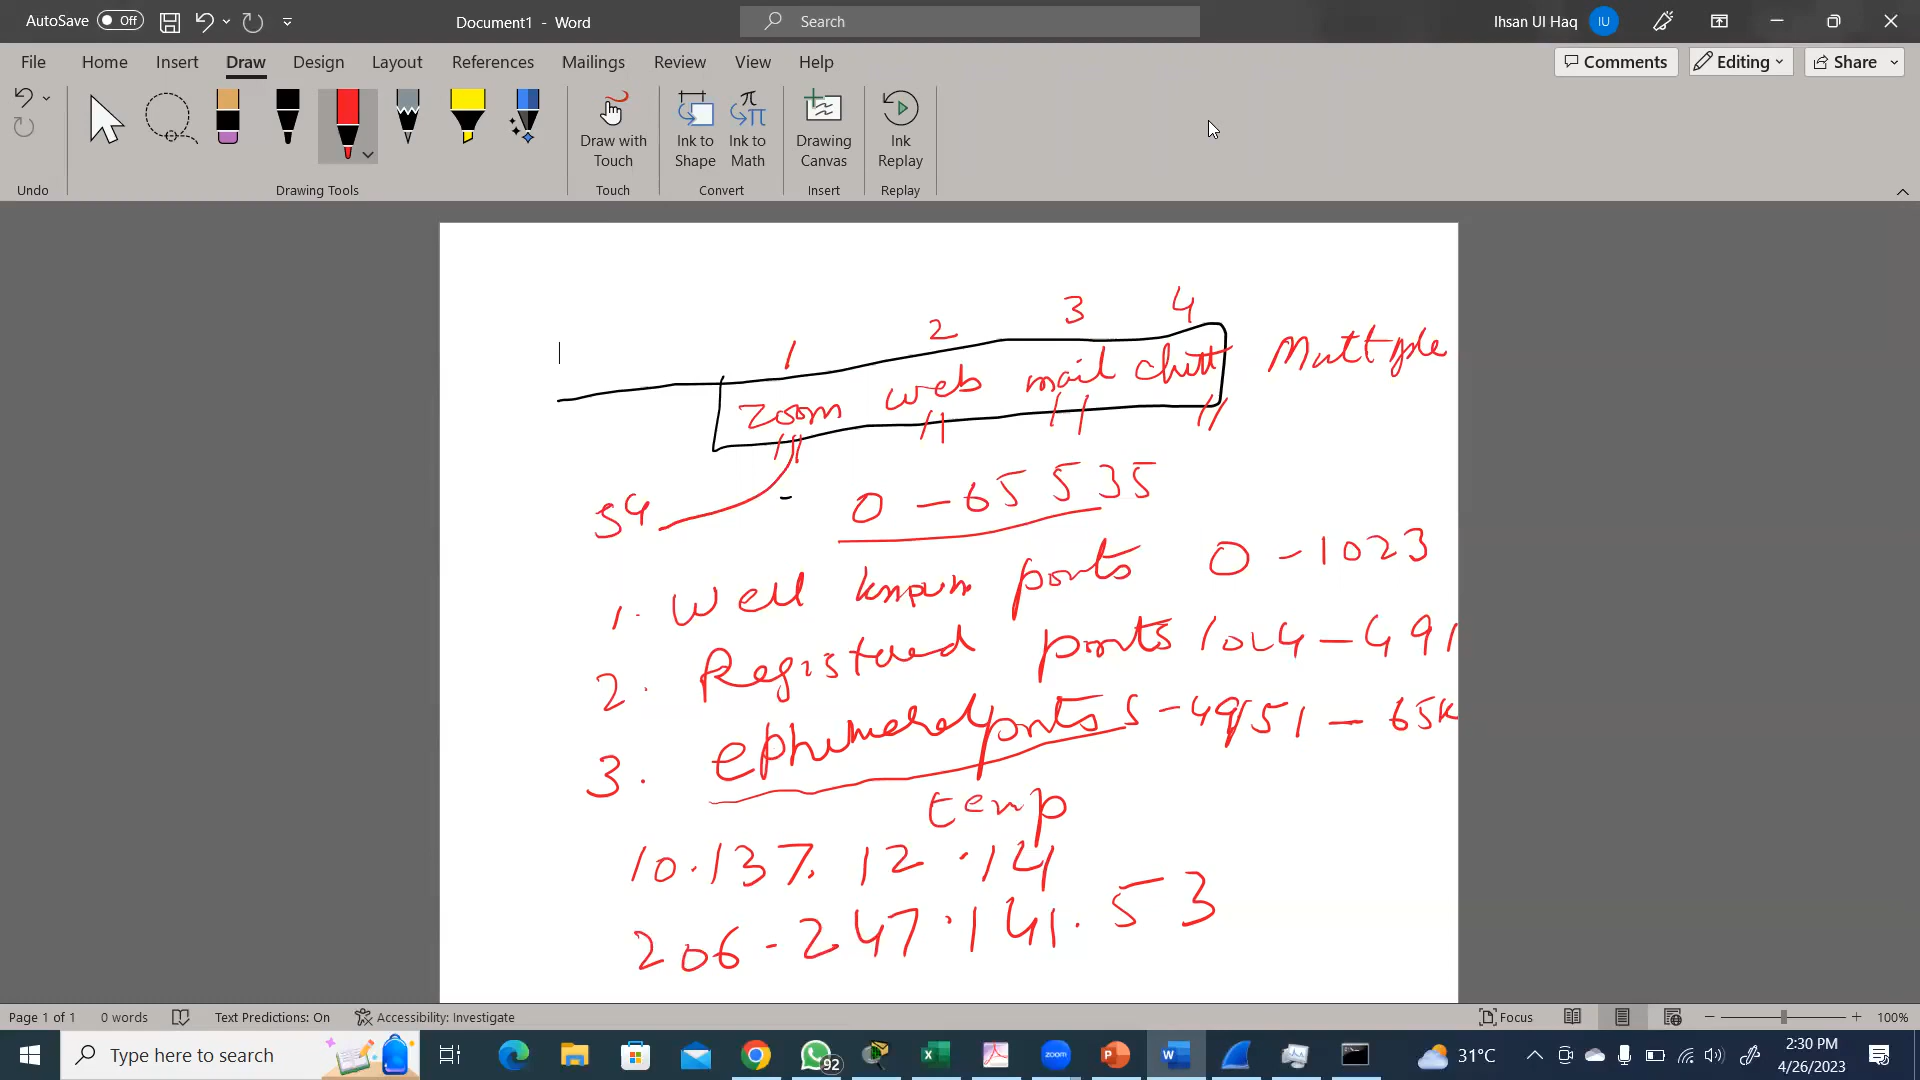 AutoSave Off Document1 - Word Search Ihsan Ul Haq IU
File Home Insert Draw Design Layout References Mailings Review View Help Comments Editing Share
Draw with Touch Ink to Shape Ink to Math Drawing Canvas Ink Replay
Undo Drawing Tools Touch Convert Insert Replay
1 2 3 4
zoom web mail chatt
0 - 65535
1. Well known ports 0 - 1023
2. Registered ports 1024 - 491
3. ephemeral ports - 49151 - 65k
temp
10.137.12.14
206.247.141.53
Page 1 of 1 0 words Text Predictions: On Accessibility: Investigate Focus 100%
Type here to search 92 zoom 31°C 2:30 PM
4/26/2023